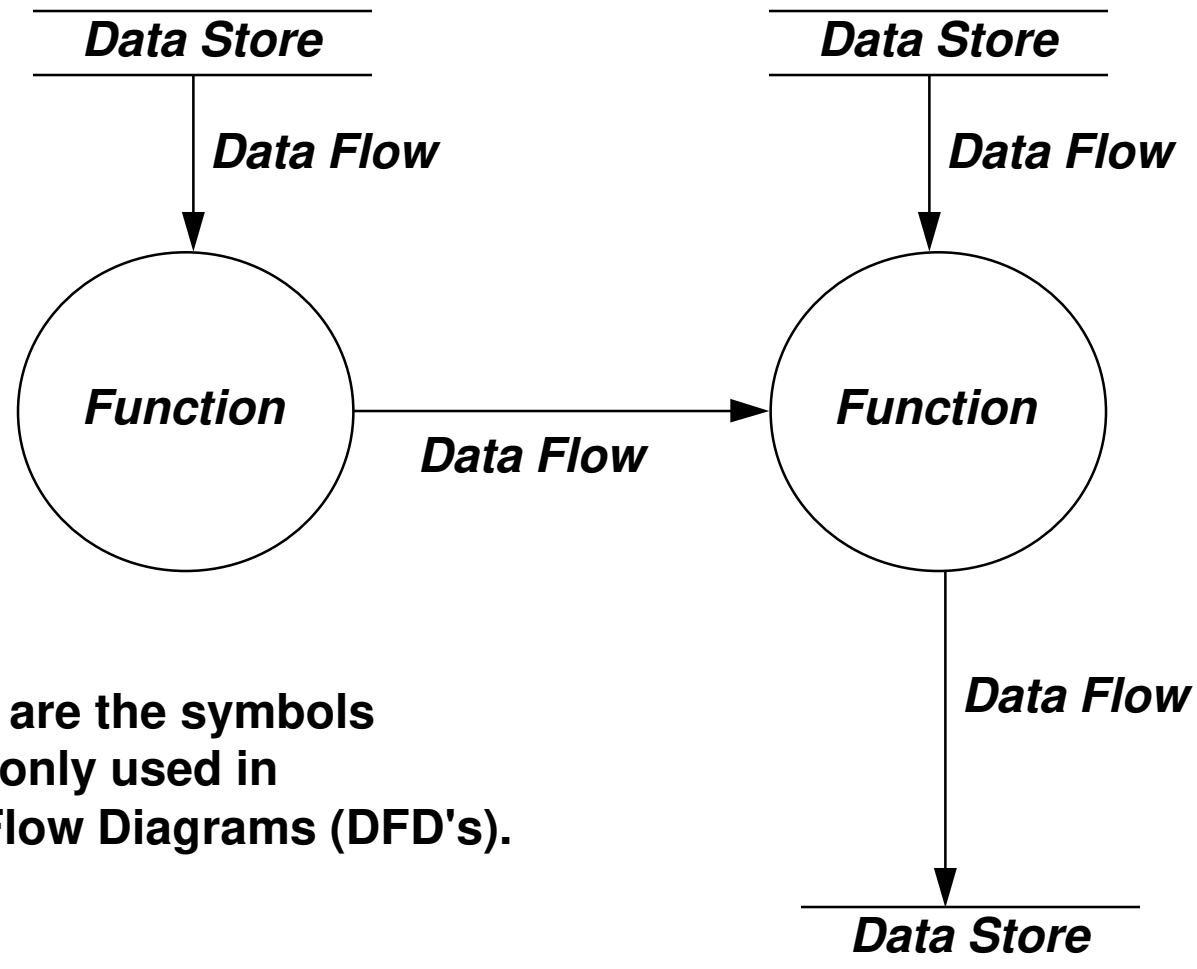 Data Store
Data Store
Data Flow
Data Flow
Function
Function
Data Flow
Data Flow
are the symbols
only used in
Flow Diagrams (DFD's).
Data Store